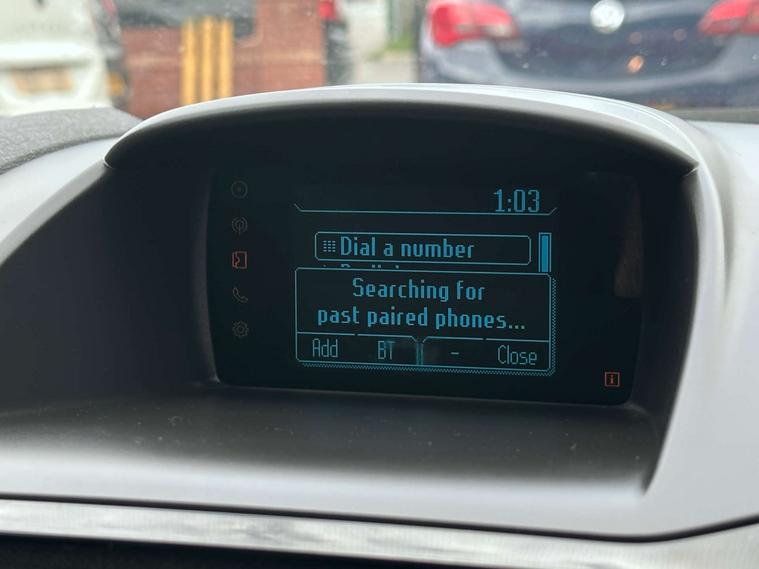 1:03
Dial a number
Searching for
past paired phones...
Add BT - Close